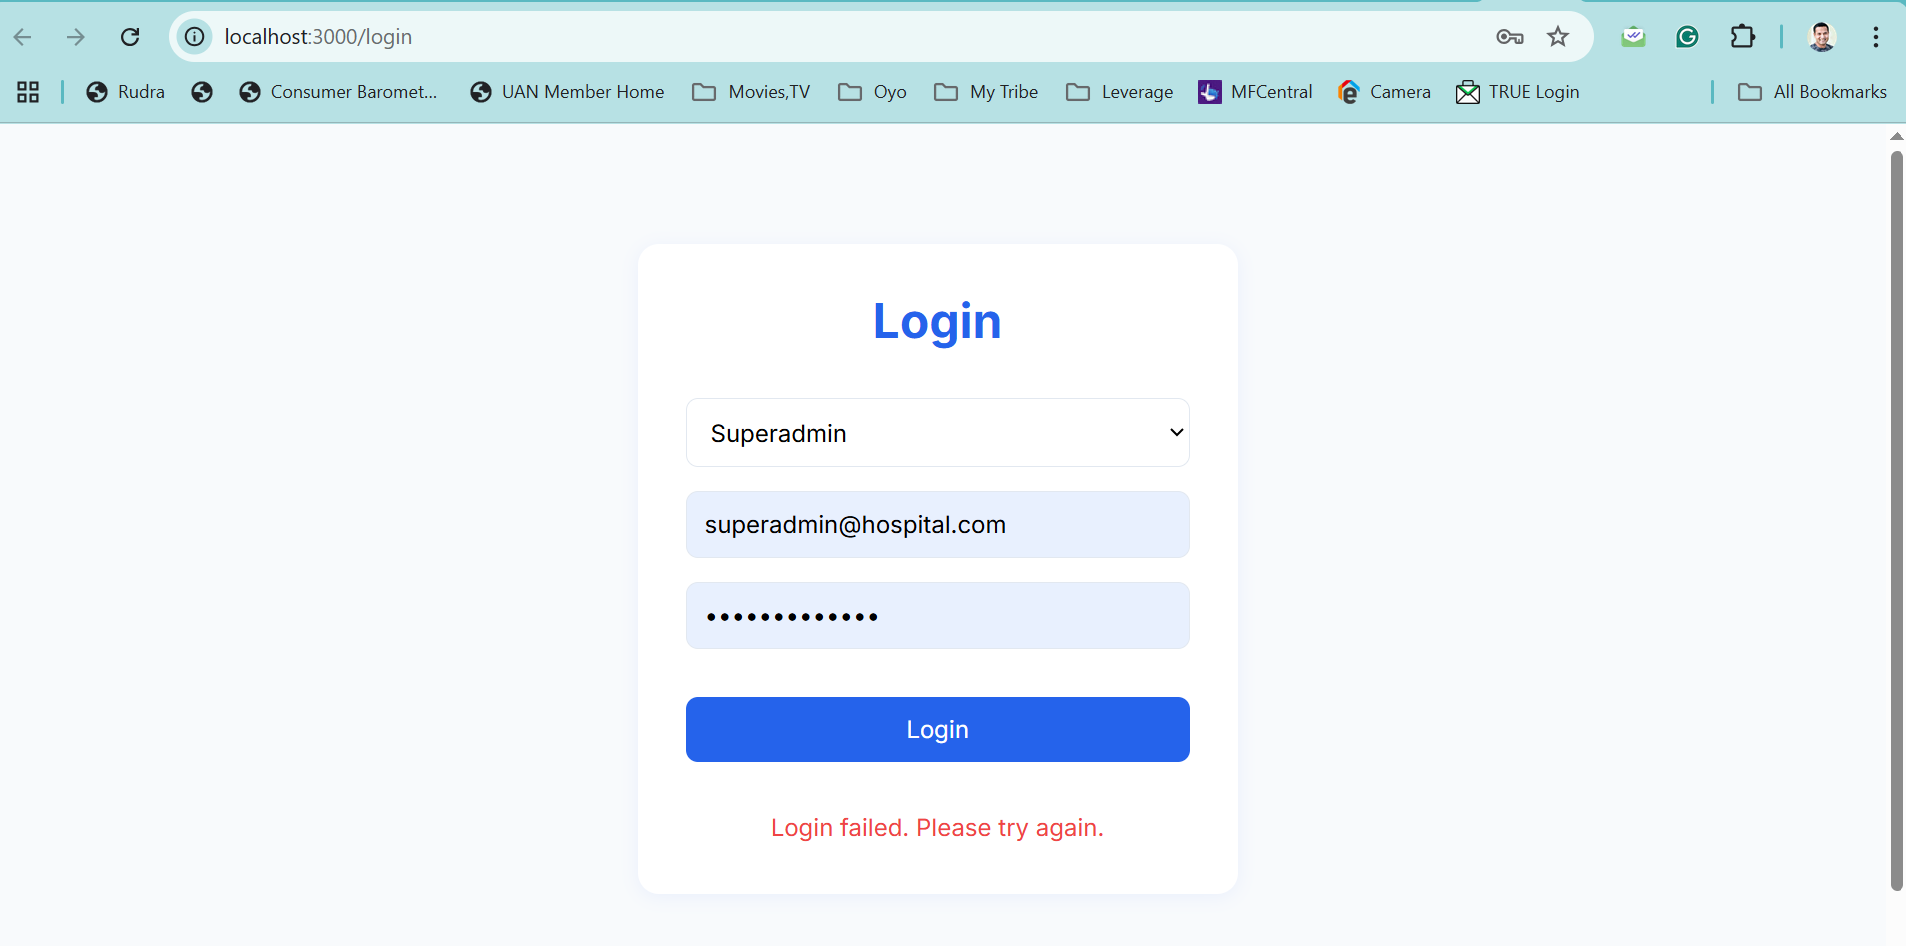 localhost:3000/login
Rudra
Consumer Baromet...
UAN Member Home
Movies,TV
Oyo
My Tribe
Leverage
MFCentral
Camera
TRUE Login
All Bookmarks
Login
Superadmin
superadmin@hospital.com
•••••••••••••
Login
Login failed. Please try again.